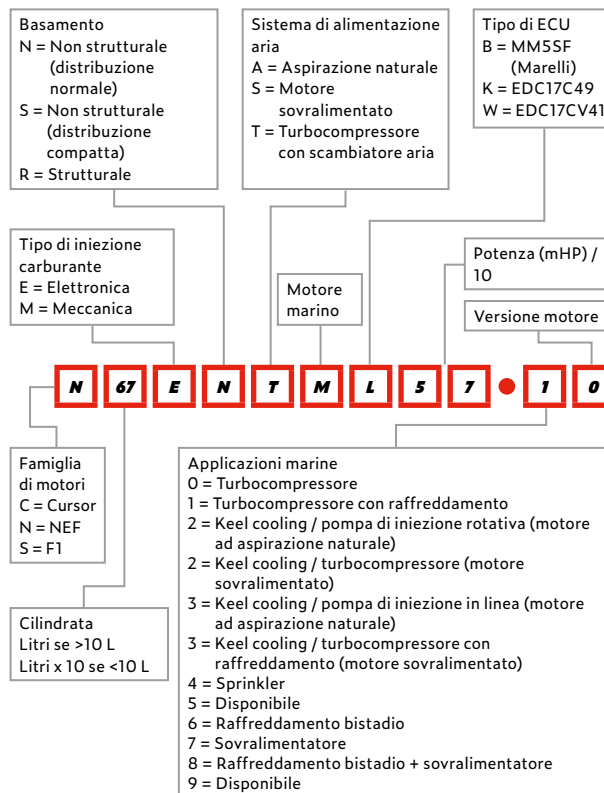 Basamento
N = Non strutturale
(distribuzione
normale)
S = Non strutturale
(distribuzione
compatta)
R = Strutturale
Sistema di alimentazione
aria
A = Aspirazione naturale
S = Motore
sovralimentato
T = Turbocompressore
con scambiatore aria
Tipo di ECU
B = MM5SF
(Marelli)
K = EDC17C49
W = EDC17CV41
Tipo di iniezione
carburante
E = Elettronica
M = Meccanica
Motore
marino
Potenza (mHP) /
10
Versione motore
N 67 E N T M L 5 7 • 1 0
Famiglia
di motori
C = Cursor
N = NEF
S = F1
Cilindrata
Litri se >10 L
Litri x 10 se <10 L
Applicazioni marine
0 = Turbocompressore
1 = Turbocompressore con raffreddamento
2 = Keel cooling / pompa di iniezione rotativa (motore
ad aspirazione naturale)
2 = Keel cooling / turbocompressore (motore
sovralimentato)
3 = Keel cooling / pompa di iniezione in linea (motore
ad aspirazione naturale)
3 = Keel cooling / turbocompressore con
raffreddamento (motore sovralimentato)
4 = Sprinkler
5 = Disponibile
6 = Raffreddamento bistadio
7 = Sovralimentatore
8 = Raffreddamento bistadio + sovralimentatore
9 = Disponibile